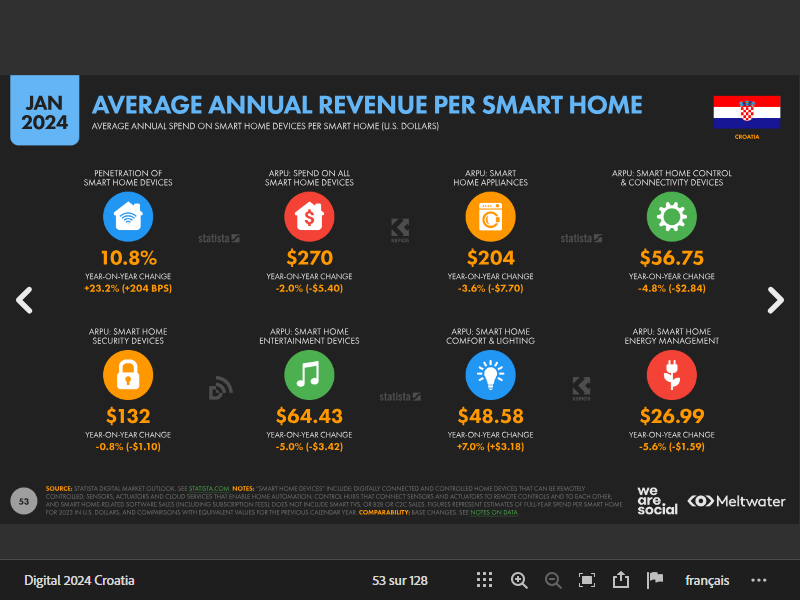 JAN
2024
AVERAGE ANNUAL REVENUE PER SMART HOME
AVERAGE ANNUAL SPEND ON SMART HOME DEVICES PER SMART HOME (U.S. DOLLARS)
CROATIA
PENETRATION OF
SMART HOME DEVICES
10.8%
YEAR-ON-YEAR CHANGE
+23.2% (+204 BPS)
ARPU: SPEND ON ALL
SMART HOME DEVICES
$270
YEAR-ON-YEAR CHANGE
-2.0% (-$5.40)
ARPU: SMART
HOME APPLIANCES
$204
YEAR-ON-YEAR CHANGE
-3.6% (-$7.70)
ARPU: SMART HOME CONTROL
& CONNECTIVITY DEVICES
$56.75
YEAR-ON-YEAR CHANGE
-4.8% (-$2.84)
statista
KEPIOS
statista
ARPU: SMART HOME
SECURITY DEVICES
$132
YEAR-ON-YEAR CHANGE
-0.8% (-$1.10)
ARPU: SMART HOME
ENTERTAINMENT DEVICES
$64.43
YEAR-ON-YEAR CHANGE
-5.0% (-$3.42)
ARPU: SMART HOME
COMFORT & LIGHTING
$48.58
YEAR-ON-YEAR CHANGE
+7.0% (+$3.18)
ARPU: SMART HOME
ENERGY MANAGEMENT
$26.99
YEAR-ON-YEAR CHANGE
-5.6% (-$1.59)
statista
KEPIOS
53
SOURCE: STATISTA DIGITAL MARKET OUTLOOK. SEE STATISTA.COM. NOTES: "SMART HOME DEVICES" INCLUDE DIGITALLY CONNECTED AND CONTROLLED HOME DEVICES THAT CAN BE REMOTELY
CONTROLLED; SENSORS, ACTUATORS AND CLOUD SERVICES THAT ENABLE HOME AUTOMATION; CONTROL HUBS THAT CONNECT SENSORS AND ACTUATORS TO REMOTE CONTROLS AND TO EACH OTHER;
AND SMART HOME RELATED SOFTWARE SALES (INCLUDING SUBSCRIPTION FEES). DOES NOT INCLUDE SMART TVS, OR B2B OR C2C SALES. FIGURES REPRESENT ESTIMATES OF FULL-YEAR SPEND PER SMART HOME
FOR 2023 IN U.S. DOLLARS, AND COMPARISONS WITH EQUIVALENT VALUES FOR THE PREVIOUS CALENDAR YEAR. COMPARABILITY: BASE CHANGES. SEE NOTES ON DATA
we
are.
social
Meltwater
Digital 2024 Croatia
53 sur 128
français